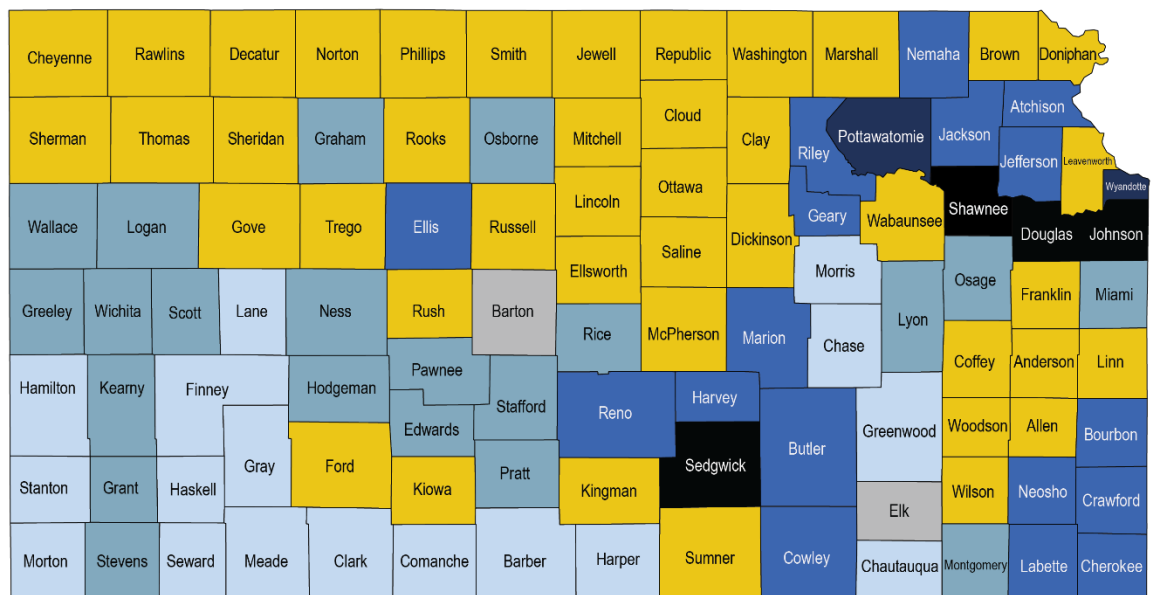 Cheyenne
Rawlins
Decatur
Norton
Phillips
Smith
Jewell
Republic
Washington
Marshall
Nemaha
Brown
Doniphan
Sherman
Thomas
Sheridan
Graham
Rooks
Osborne
Mitchell
Cloud
Clay
Riley
Pottawatomie
Jackson
Atchison
Jefferson
Leavenworth
Wyandotte
Lincoln
Ottawa
Wallace
Logan
Gove
Trego
Ellis
Russell
Ellsworth
Saline
Dickinson
Geary
Wabaunsee
Shawnee
Douglas
Johnson
Morris
Osage
Franklin
Miami
Greeley
Wichita
Scott
Lane
Ness
Rush
Barton
Rice
McPherson
Marion
Chase
Lyon
Coffey
Anderson
Linn
Hamilton
Kearny
Finney
Hodgeman
Pawnee
Edwards
Stafford
Reno
Harvey
Butler
Greenwood
Woodson
Allen
Bourbon
Stanton
Grant
Haskell
Gray
Ford
Kiowa
Pratt
Kingman
Sedgwick
Elk
Wilson
Neosho
Crawford
Morton
Stevens
Seward
Meade
Clark
Comanche
Barber
Harper
Sumner
Cowley
Chautauqua
Montgomery
Labette
Cherokee